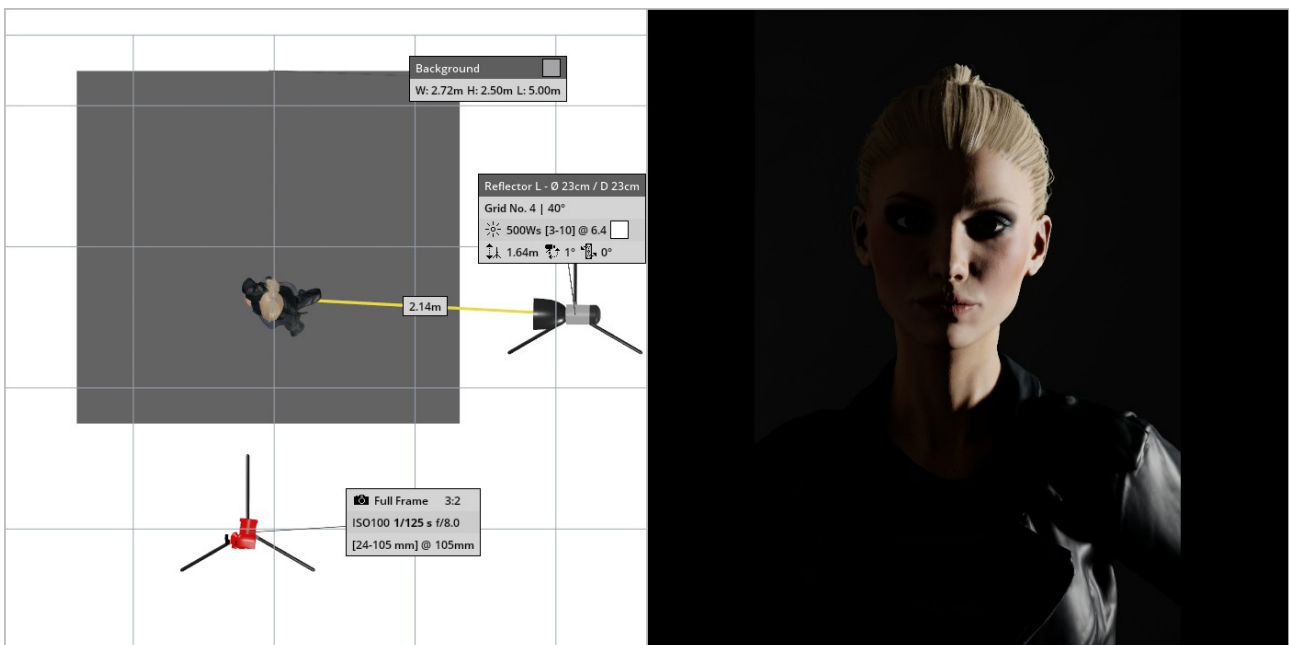 Background
W: 2.72m H: 2.50m L: 5.00m
Reflector L - Ø 23cm / D 23cm
Grid No. 4 | 40°
500Ws [3-10] @ 6.4
1.64m 1° 0°
2.14m
Full Frame 3:2
ISO100 1/125 s f/8.0
[24-105 mm] @ 105mm